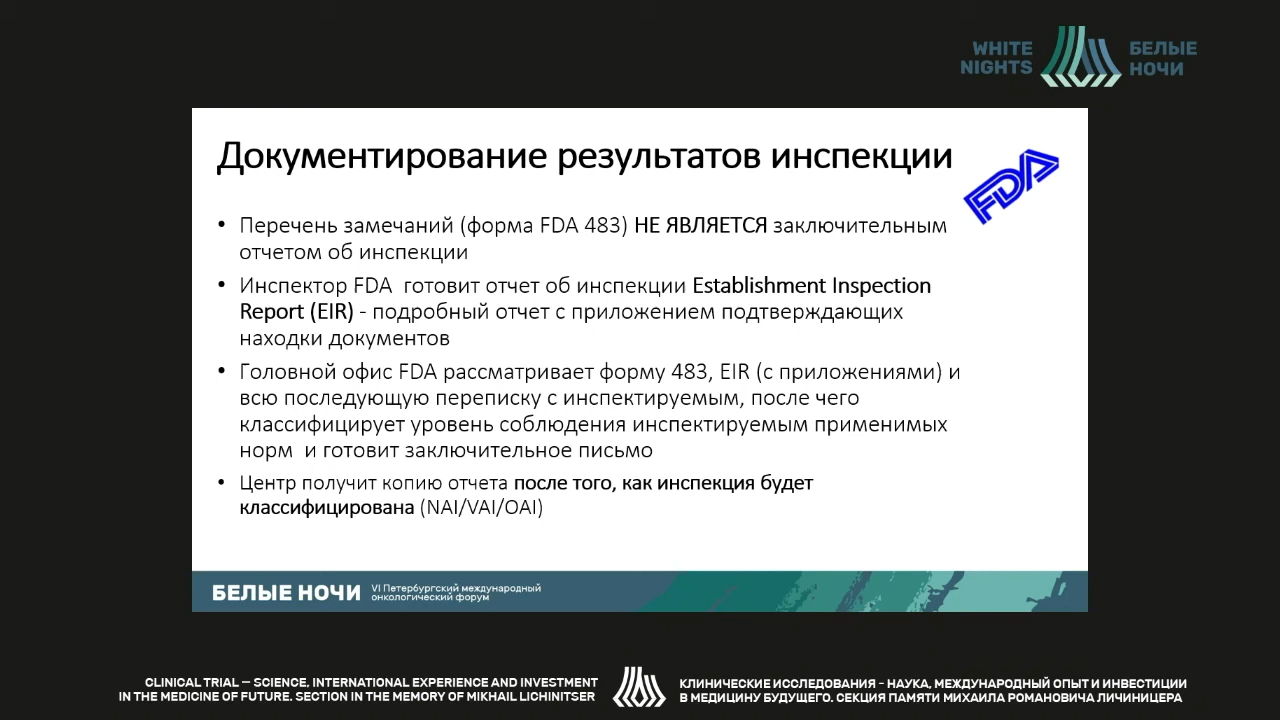 WHITE
NIGHTS
БЕЛЫЕ
НОЧИ
Документирование результатов инспекции
FDA
• Перечень замечаний (форма FDA 483) НЕ ЯВЛЯЕТСЯ заключительным
отчетом об инспекции
• Инспектор FDA готовит отчет об инспекции Establishment Inspection
Report (EIR) - подробный отчет с приложением подтверждающих
находки документов
• Головной офис FDA рассматривает форму 483, EIR (с приложениями) и
всю последующую переписку с инспектируемым, после чего
классифицирует уровень соблюдения инспектируемым применимых
норм и готовит заключительное письмо
• Центр получит копию отчета после того, как инспекция будет
классифицирована (NAI/VAI/OAI)
БЕЛЫЕ НОЧИ
VI Петербургский международный
онкологический форум
CLINICAL TRIAL – SCIENCE, INTERNATIONAL EXPERIENCE AND INVESTMENT
IN THE MEDICINE OF FUTURE. SECTION IN THE MEMORY OF MIKHAIL LICHINITSER
КЛИНИЧЕСКИЕ ИССЛЕДОВАНИЯ - НАУКА, МЕЖДУНАРОДНЫЙ ОПЫТ И ИНВЕСТИЦИИ
В МЕДИЦИНУ БУДУЩЕГО. СЕКЦИЯ ПАМЯТИ МИХАИЛА РОМАНОВИЧА ЛИЧИНИЦЕРА